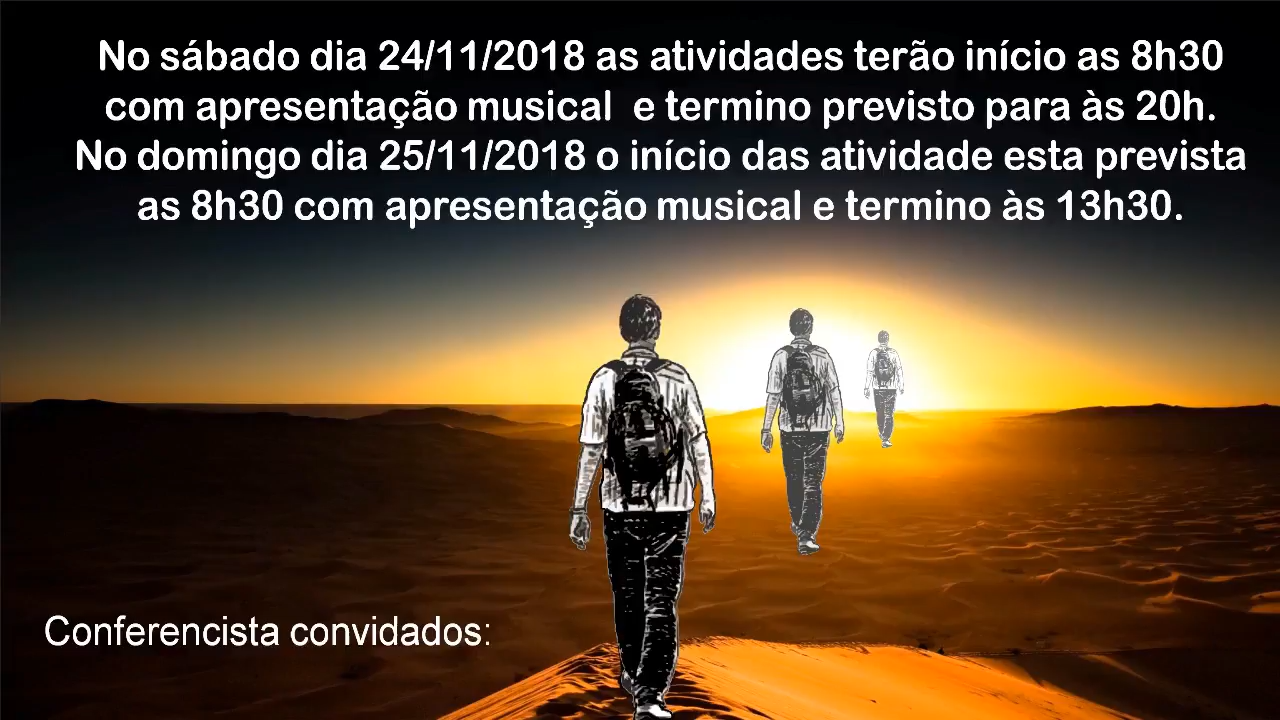 No sábado dia 24/11/2018 as atividades terão início as 8h30
com apresentação musical  e termino previsto para às 20h.
No domingo dia 25/11/2018 o início das atividade esta prevista
as 8h30 com apresentação musical e termino às 13h30.
Conferencista convidados: